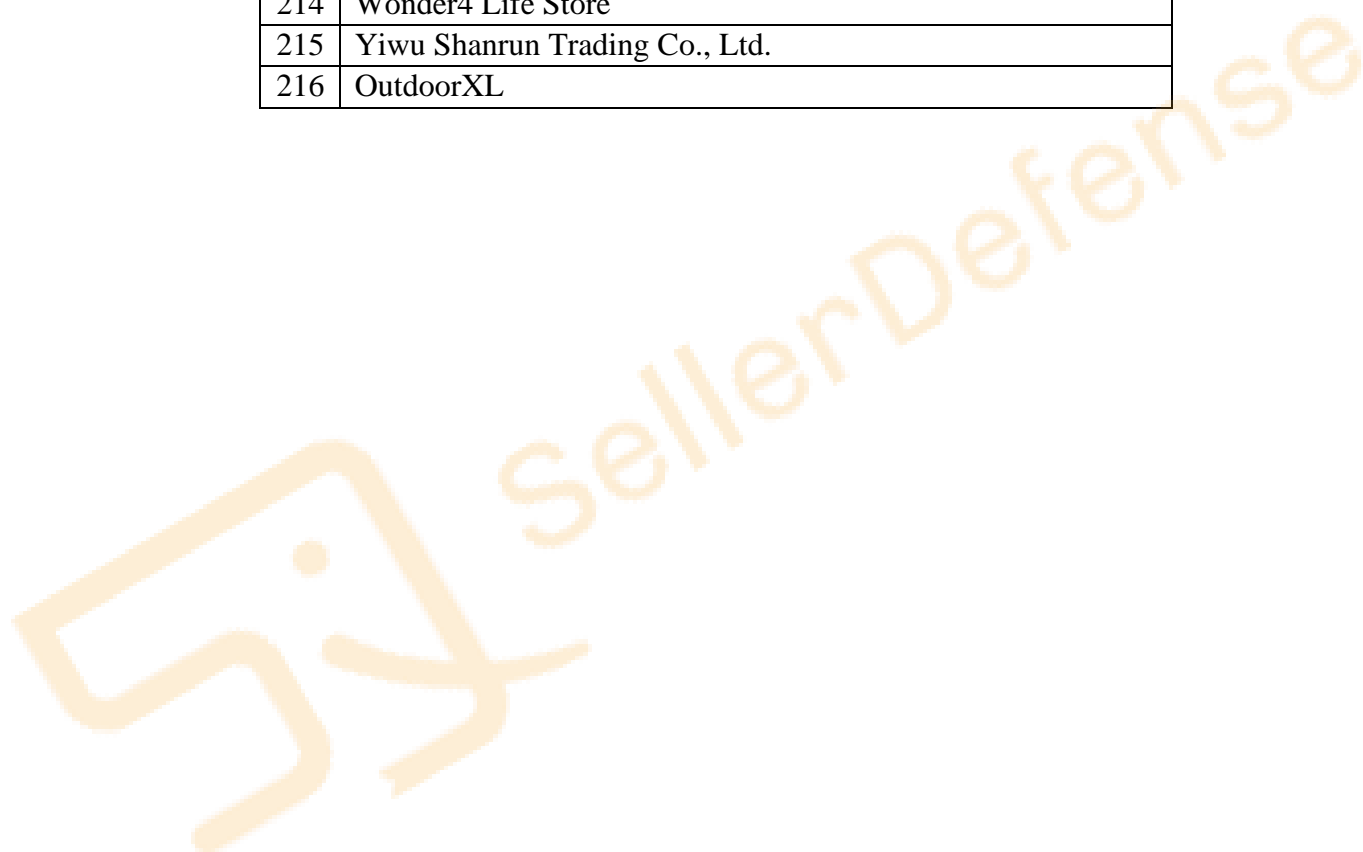 214 Wonder4 Life Store
215 Yiwu Shanrun Trading Co., Ltd.
216 OutdoorXL
SellerDefense